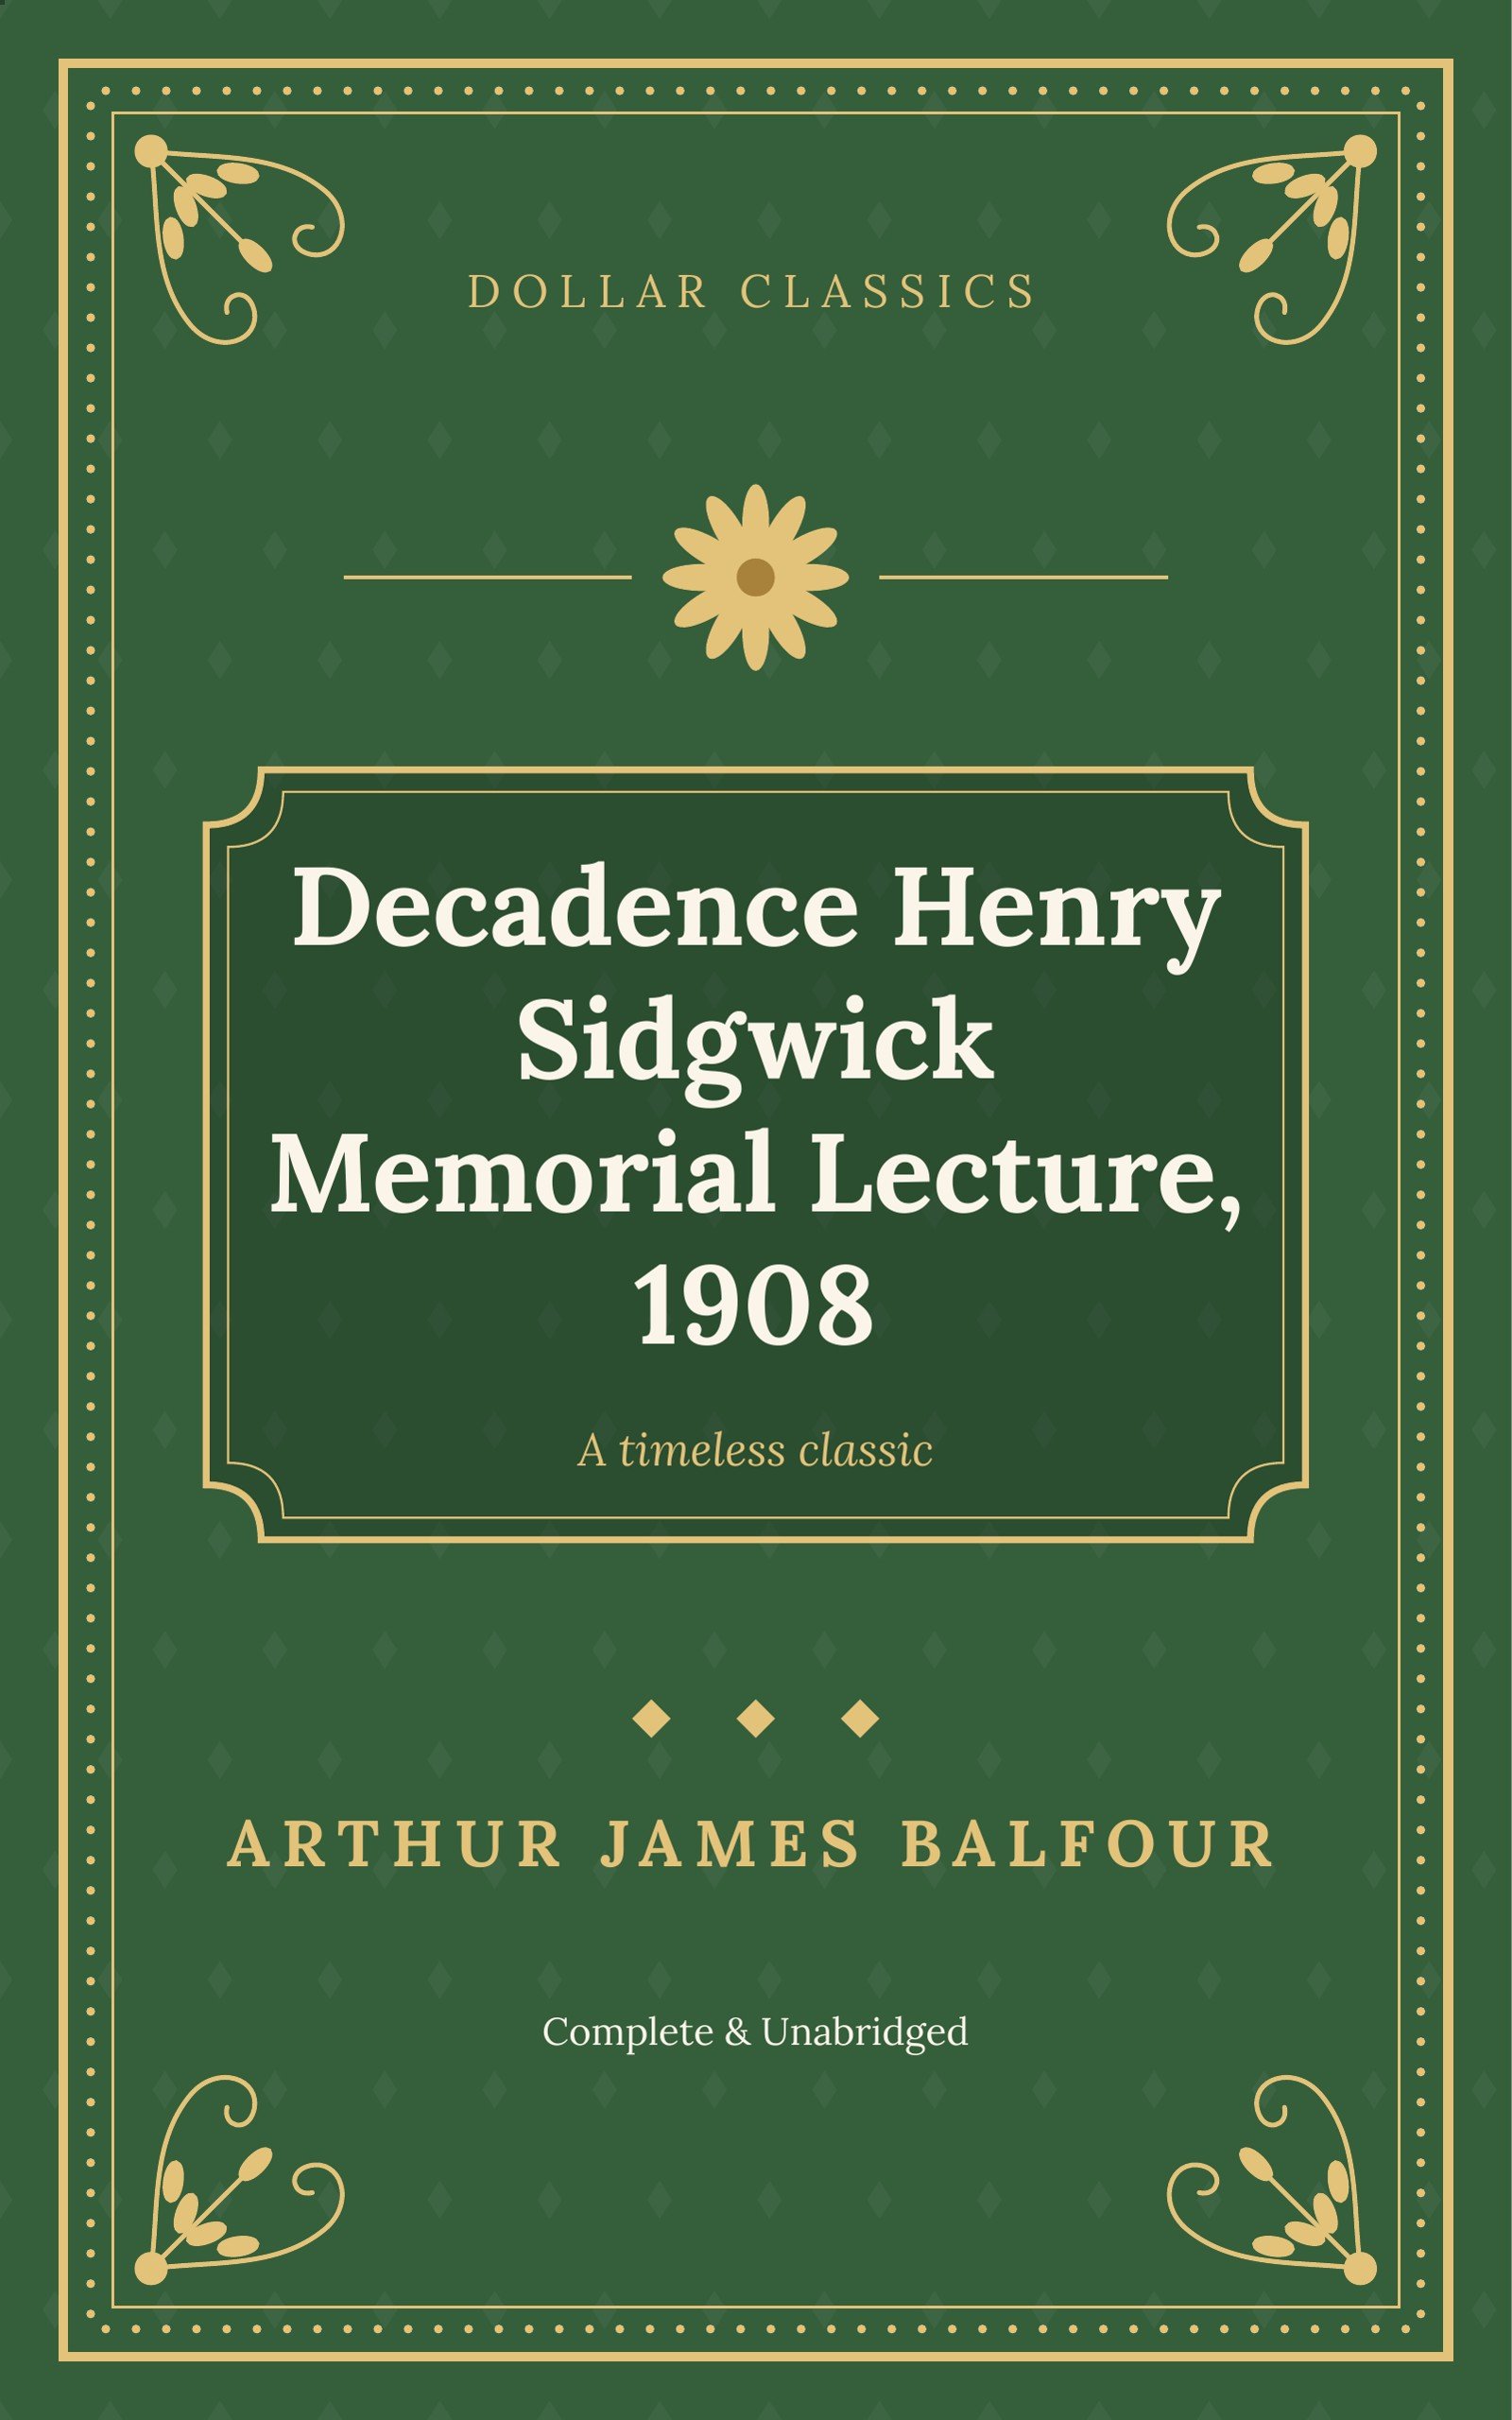 DOLLAR CLASSICS
Decadence Henry
Sidgwick
Memorial Lecture,
1908
A timeless classic
ARTHUR JAMES BALFOUR
Complete & Unabridged